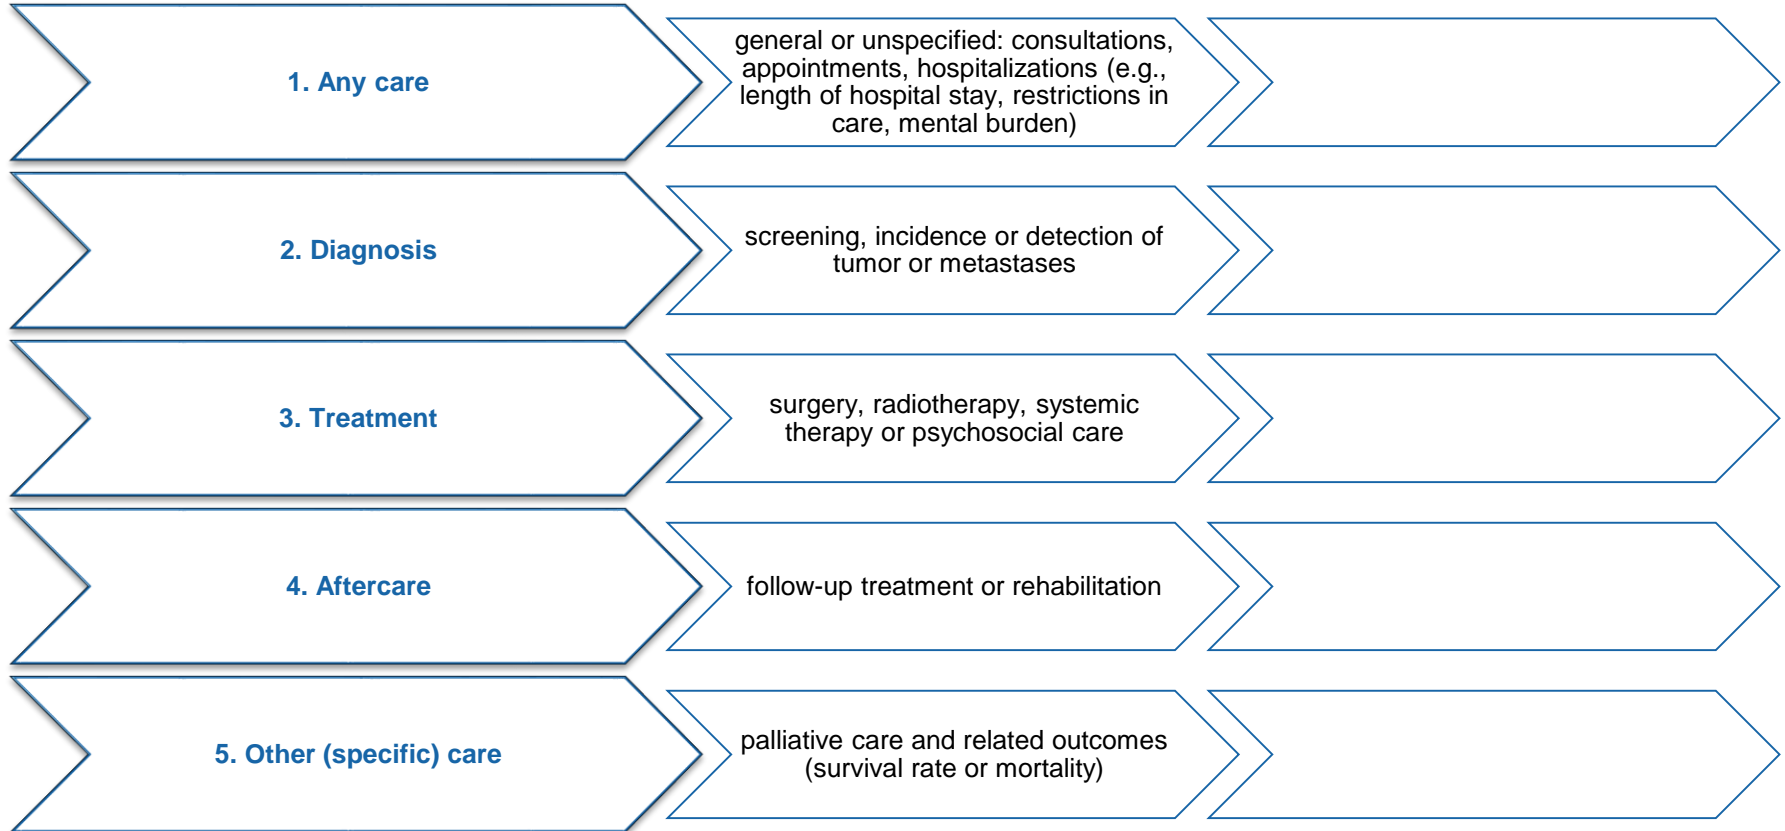 1. Any care
general or unspecified: consultations,
appointments, hospitalizations (e.g.,
length of hospital stay, restrictions in
care, mental burden)
2. Diagnosis
screening, incidence or detection of
tumor or metastases
3. Treatment
surgery, radiotherapy, systemic
therapy or psychosocial care
4. Aftercare
follow-up treatment or rehabilitation
5. Other (specific) care
palliative care and related outcomes
(survival rate or mortality)